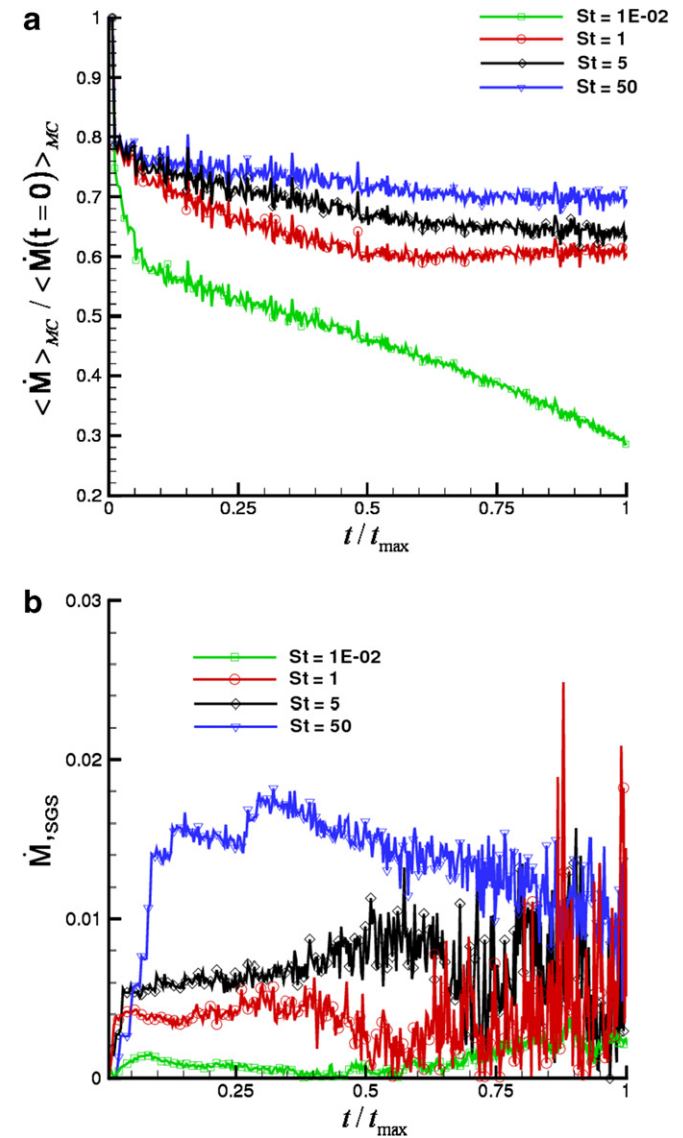 a
St = 1E-02
St = 1
St = 5
St = 50
1
0.9
0.8
0.7
0.6
0.5
0.4
0.3
0.2
<Ṁ>MC / <Ṁ(t = 0)>MC
0
0.25
0.5
0.75
1
t / tmax
b
0.03
St = 1E-02
St = 1
St = 5
St = 50
0.02
0.01
0
Ṁ,SGS
0.25
0.5
0.75
1
t / tmax